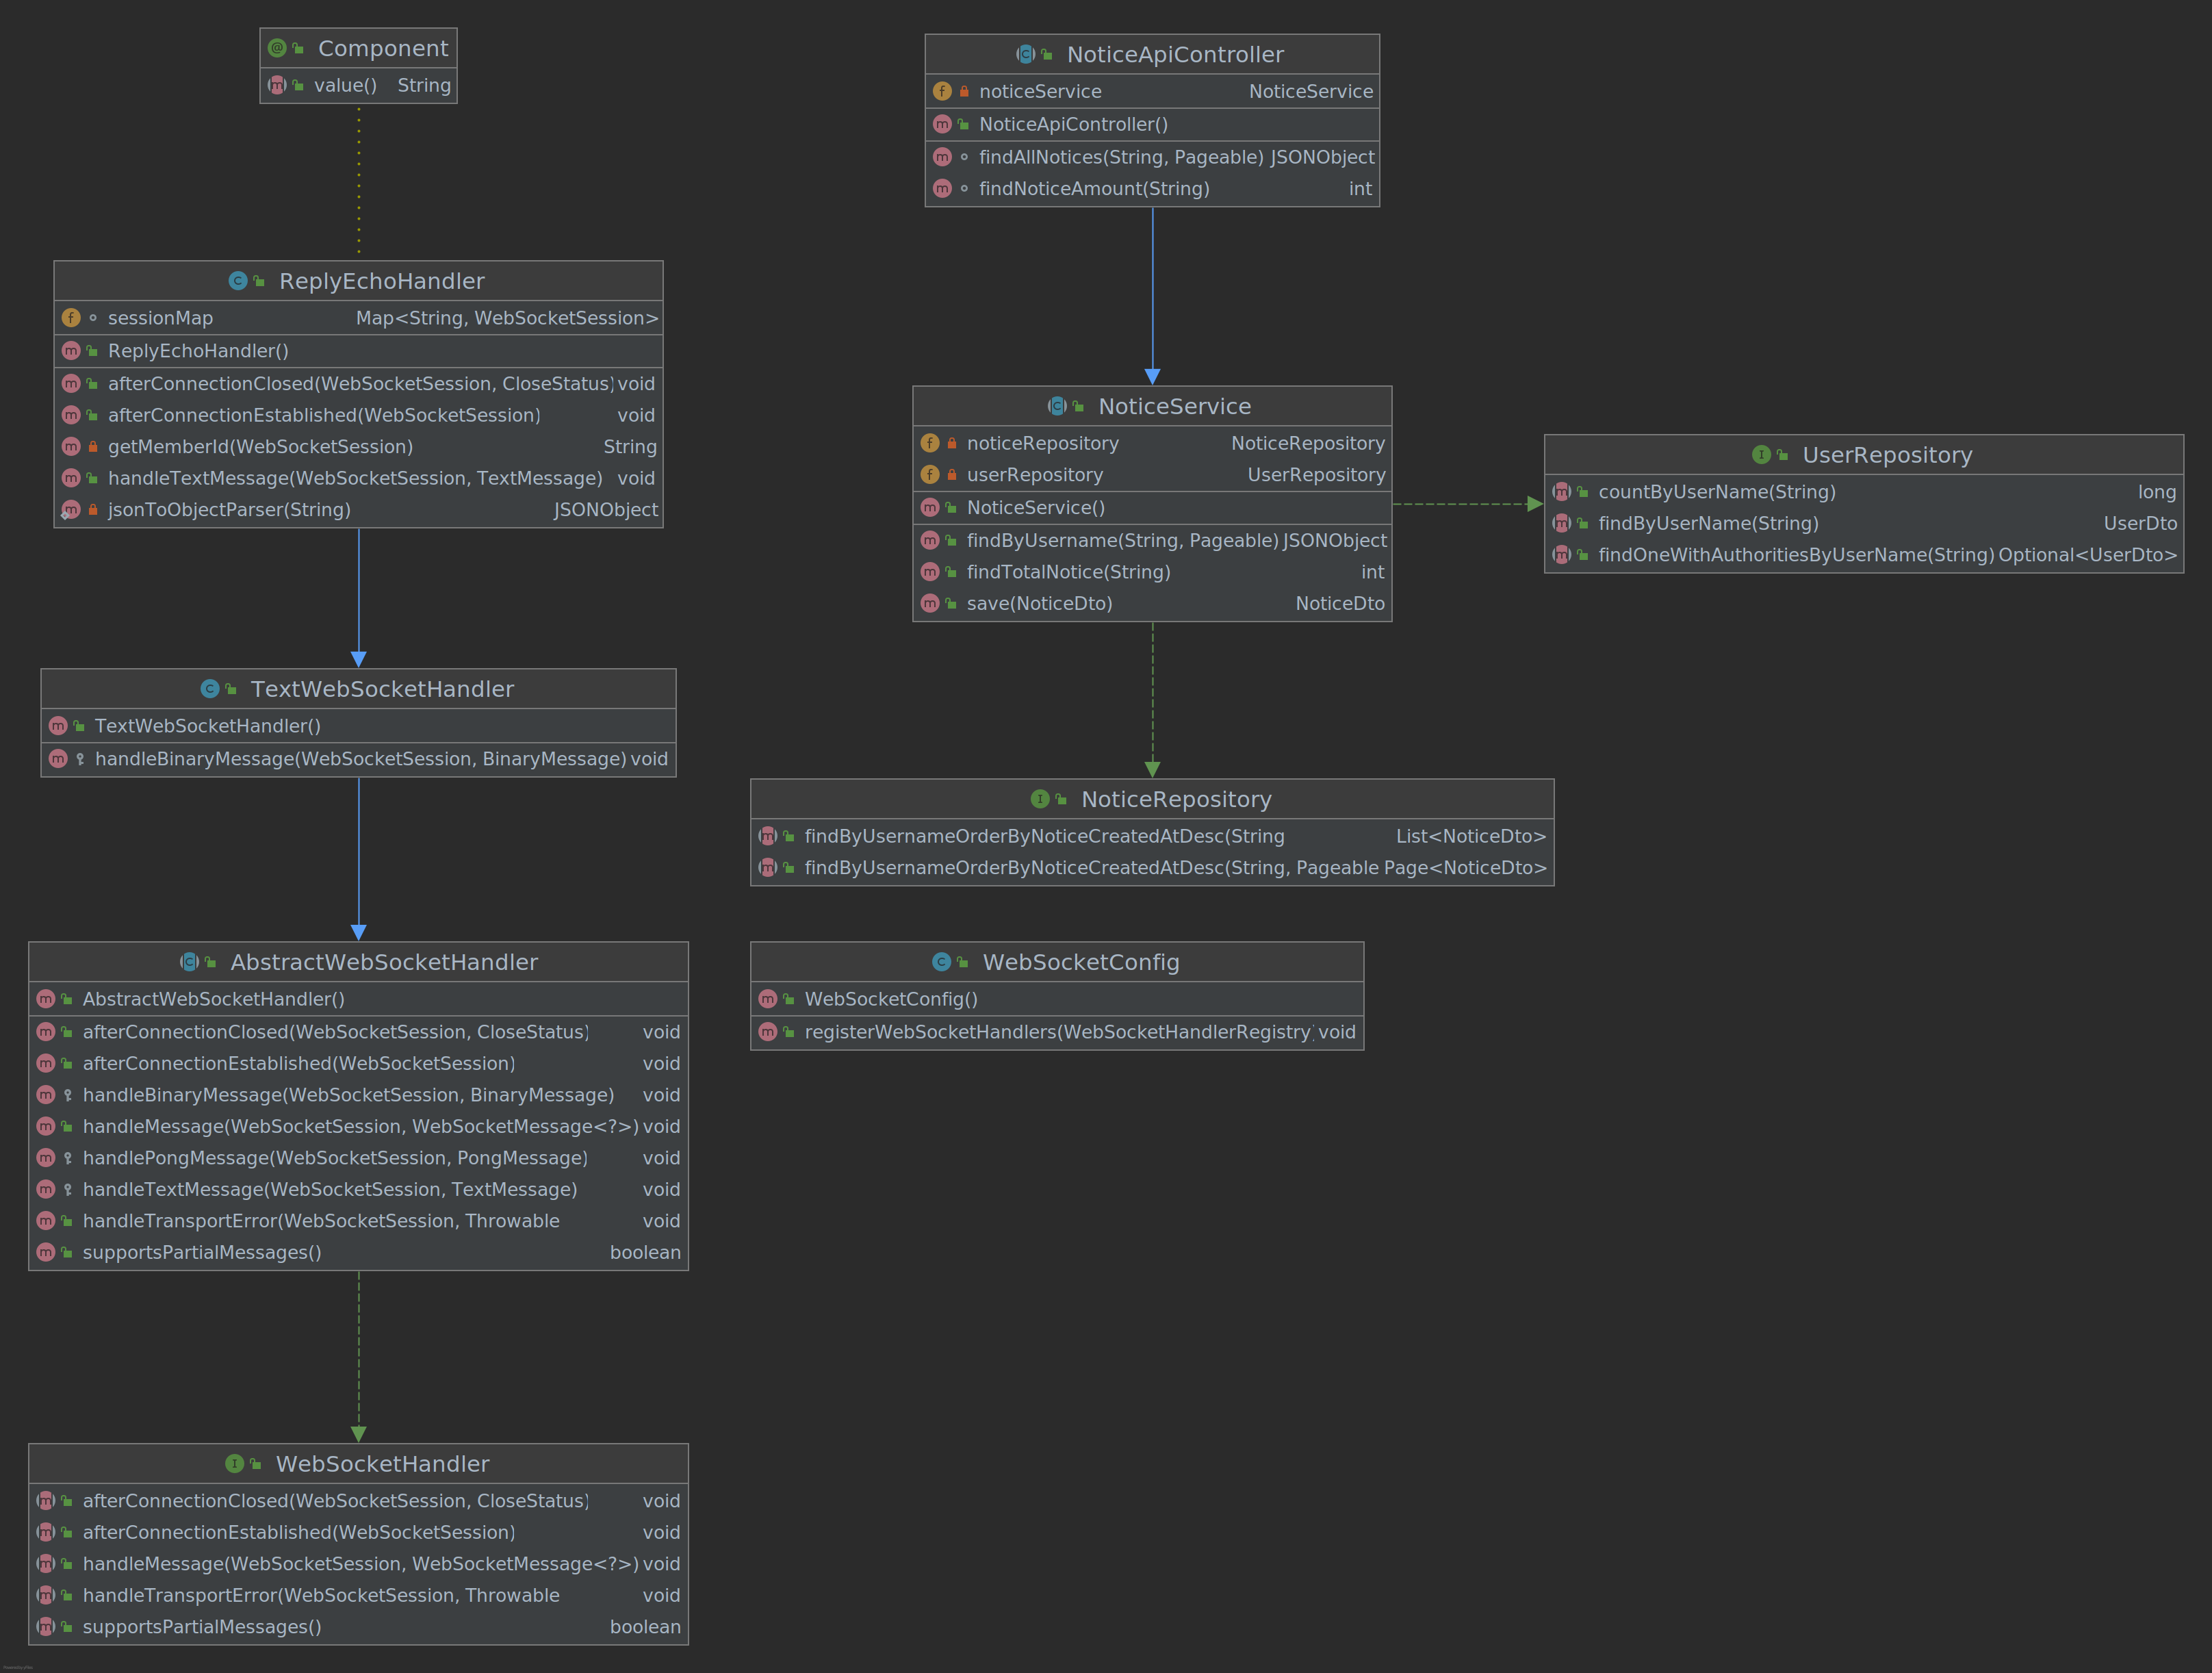 Component
value() String
ReplyEchoHandler
sessionMap Map<String, WebSocketSession>
ReplyEchoHandler()
afterConnectionClosed(WebSocketSession, CloseStatus) void
afterConnectionEstablished(WebSocketSession) void
getMemberId(WebSocketSession) String
handleTextMessage(WebSocketSession, TextMessage) void
jsonToObjectParser(String) JSONObject
TextWebSocketHandler
TextWebSocketHandler()
handleBinaryMessage(WebSocketSession, BinaryMessage) void
AbstractWebSocketHandler
AbstractWebSocketHandler()
afterConnectionClosed(WebSocketSession, CloseStatus) void
afterConnectionEstablished(WebSocketSession) void
handleBinaryMessage(WebSocketSession, BinaryMessage) void
handleMessage(WebSocketSession, WebSocketMessage<?>) void
handlePongMessage(WebSocketSession, PongMessage) void
handleTextMessage(WebSocketSession, TextMessage) void
handleTransportError(WebSocketSession, Throwable void
supportsPartialMessages() boolean
WebSocketHandler
afterConnectionClosed(WebSocketSession, CloseStatus) void
afterConnectionEstablished(WebSocketSession) void
handleMessage(WebSocketSession, WebSocketMessage<?>) void
handleTransportError(WebSocketSession, Throwable void
supportsPartialMessages() boolean
NoticeApiController
noticeService NoticeService
NoticeApiController()
findAllNotices(String, Pageable) JSONObject
findNoticeAmount(String) int
NoticeService
noticeRepository NoticeRepository
userRepository UserRepository
NoticeService()
findByUsername(String, Pageable) JSONObject
findTotalNotice(String) int
save(NoticeDto) NoticeDto
UserRepository
countByUserName(String) long
findByUserName(String) UserDto
findOneWithAuthoritiesByUserName(String) Optional<UserDto>
NoticeRepository
findByUsernameOrderByNoticeCreatedAtDesc(String List<NoticeDto>
findByUsernameOrderByNoticeCreatedAtDesc(String, Pageable Page<NoticeDto>
WebSocketConfig
WebSocketConfig()
registerWebSocketHandlers(WebSocketHandlerRegistry) void
Powered by yFiles